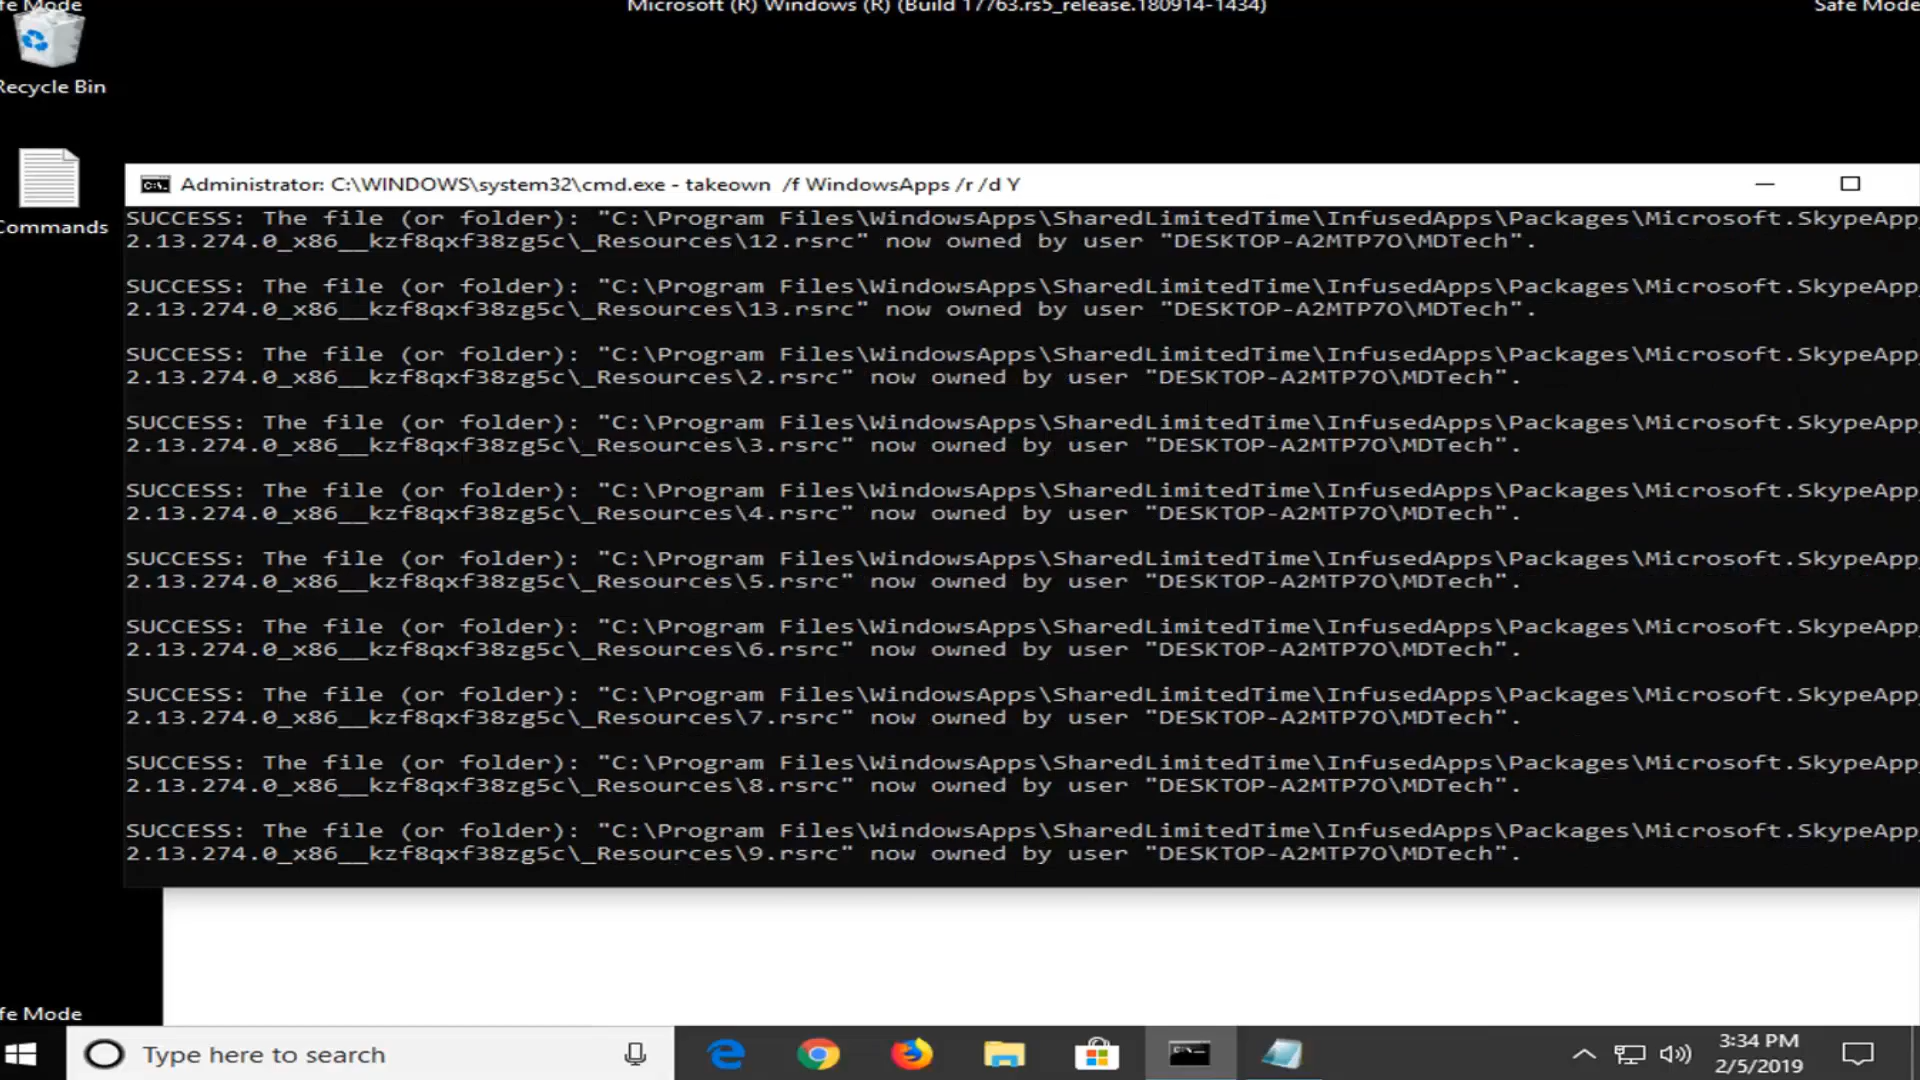 fe Mode
Microsoft (R) Windows (R) (Build 17763.rs5_release.180914-1434)
Safe Mode
Recycle Bin
Commands
Administrator: C:\WINDOWS\system32\cmd.exe - takeown  /f WindowsApps /r /d Y
SUCCESS: The file (or folder): "C:\Program Files\WindowsApps\SharedLimitedTime\InfusedApps\Packages\Microsoft.SkypeApp_
2.13.274.0_x86__kzf8qxf38zg5c\_Resources\12.rsrc" now owned by user "DESKTOP-A2MTP7O\MDTech".
SUCCESS: The file (or folder): "C:\Program Files\WindowsApps\SharedLimitedTime\InfusedApps\Packages\Microsoft.SkypeApp_
2.13.274.0_x86__kzf8qxf38zg5c\_Resources\13.rsrc" now owned by user "DESKTOP-A2MTP7O\MDTech".
SUCCESS: The file (or folder): "C:\Program Files\WindowsApps\SharedLimitedTime\InfusedApps\Packages\Microsoft.SkypeApp_
2.13.274.0_x86__kzf8qxf38zg5c\_Resources\2.rsrc" now owned by user "DESKTOP-A2MTP7O\MDTech".
SUCCESS: The file (or folder): "C:\Program Files\WindowsApps\SharedLimitedTime\InfusedApps\Packages\Microsoft.SkypeApp_
2.13.274.0_x86__kzf8qxf38zg5c\_Resources\3.rsrc" now owned by user "DESKTOP-A2MTP7O\MDTech".
SUCCESS: The file (or folder): "C:\Program Files\WindowsApps\SharedLimitedTime\InfusedApps\Packages\Microsoft.SkypeApp_
2.13.274.0_x86__kzf8qxf38zg5c\_Resources\4.rsrc" now owned by user "DESKTOP-A2MTP7O\MDTech".
SUCCESS: The file (or folder): "C:\Program Files\WindowsApps\SharedLimitedTime\InfusedApps\Packages\Microsoft.SkypeApp_
2.13.274.0_x86__kzf8qxf38zg5c\_Resources\5.rsrc" now owned by user "DESKTOP-A2MTP7O\MDTech".
SUCCESS: The file (or folder): "C:\Program Files\WindowsApps\SharedLimitedTime\InfusedApps\Packages\Microsoft.SkypeApp_
2.13.274.0_x86__kzf8qxf38zg5c\_Resources\6.rsrc" now owned by user "DESKTOP-A2MTP7O\MDTech".
SUCCESS: The file (or folder): "C:\Program Files\WindowsApps\SharedLimitedTime\InfusedApps\Packages\Microsoft.SkypeApp_
2.13.274.0_x86__kzf8qxf38zg5c\_Resources\7.rsrc" now owned by user "DESKTOP-A2MTP7O\MDTech".
SUCCESS: The file (or folder): "C:\Program Files\WindowsApps\SharedLimitedTime\InfusedApps\Packages\Microsoft.SkypeApp_
2.13.274.0_x86__kzf8qxf38zg5c\_Resources\8.rsrc" now owned by user "DESKTOP-A2MTP7O\MDTech".
SUCCESS: The file (or folder): "C:\Program Files\WindowsApps\SharedLimitedTime\InfusedApps\Packages\Microsoft.SkypeApp_
2.13.274.0_x86__kzf8qxf38zg5c\_Resources\9.rsrc" now owned by user "DESKTOP-A2MTP7O\MDTech".
fe Mode
Type here to search
3:34 PM
2/5/2019